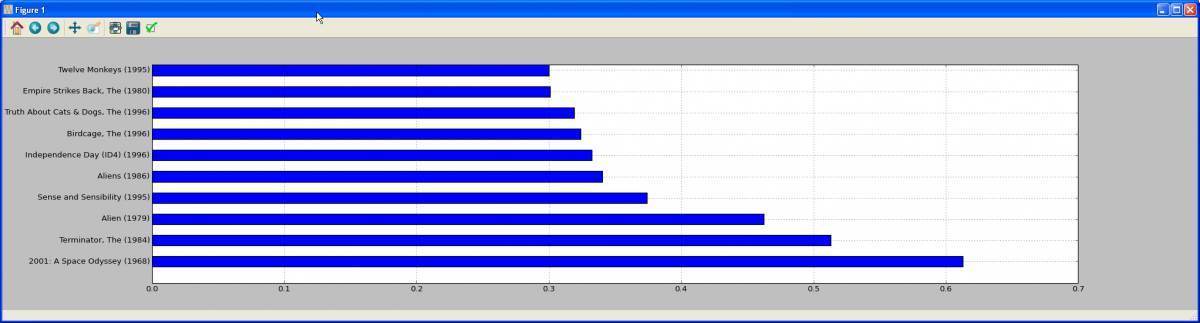 Figure 1
Twelve Monkeys (1995)
Empire Strikes Back, The (1980)
Truth About Cats & Dogs, The (1996)
Birdcage, The (1996)
Independence Day (ID4) (1996)
Aliens (1986)
Sense and Sensibility (1995)
Alien (1979)
Terminator, The (1984)
2001: A Space Odyssey (1968)
0.0 0.1 0.2 0.3 0.4 0.5 0.6 0.7